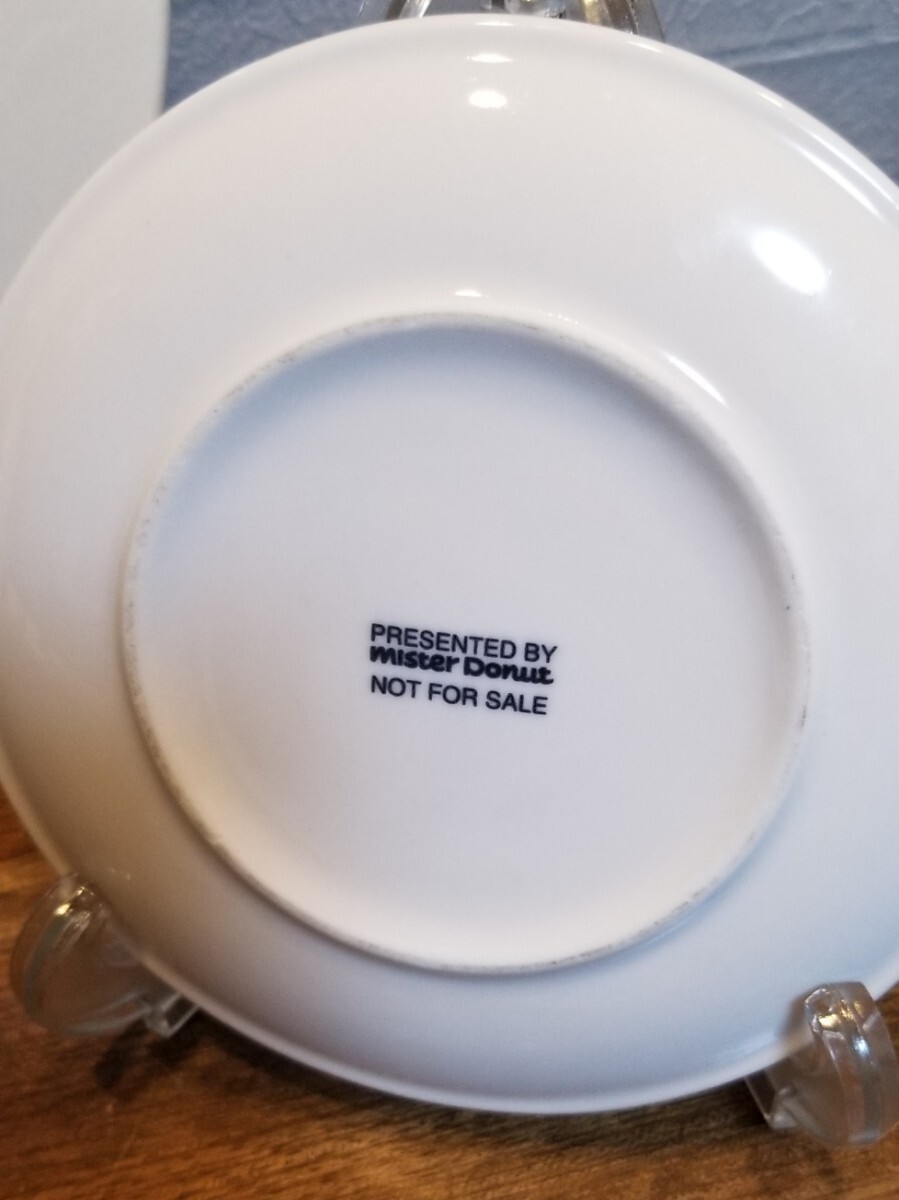 PRESENTED BY
mister Donut
NOT FOR SALE